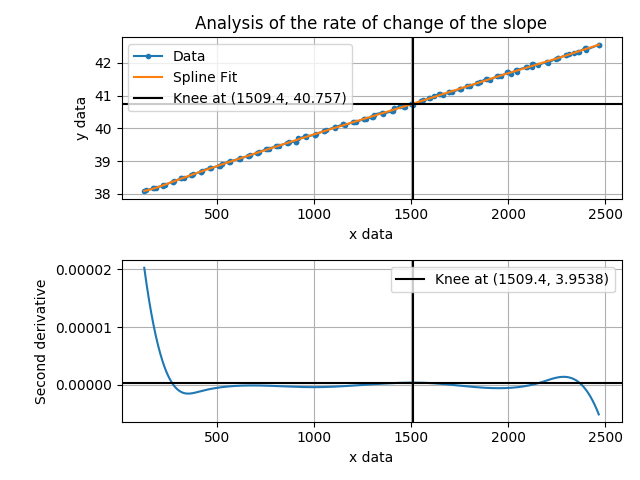 Analysis of the rate of change of the slope
Data
Spline Fit
Knee at (1509.4, 40.757)
y data
42
41
40
39
38
500 1000 1500 2000 2500
x data
Knee at (1509.4, 3.9538)
Second derivative
0.00002
0.00001
0.00000
500 1000 1500 2000 2500
x data